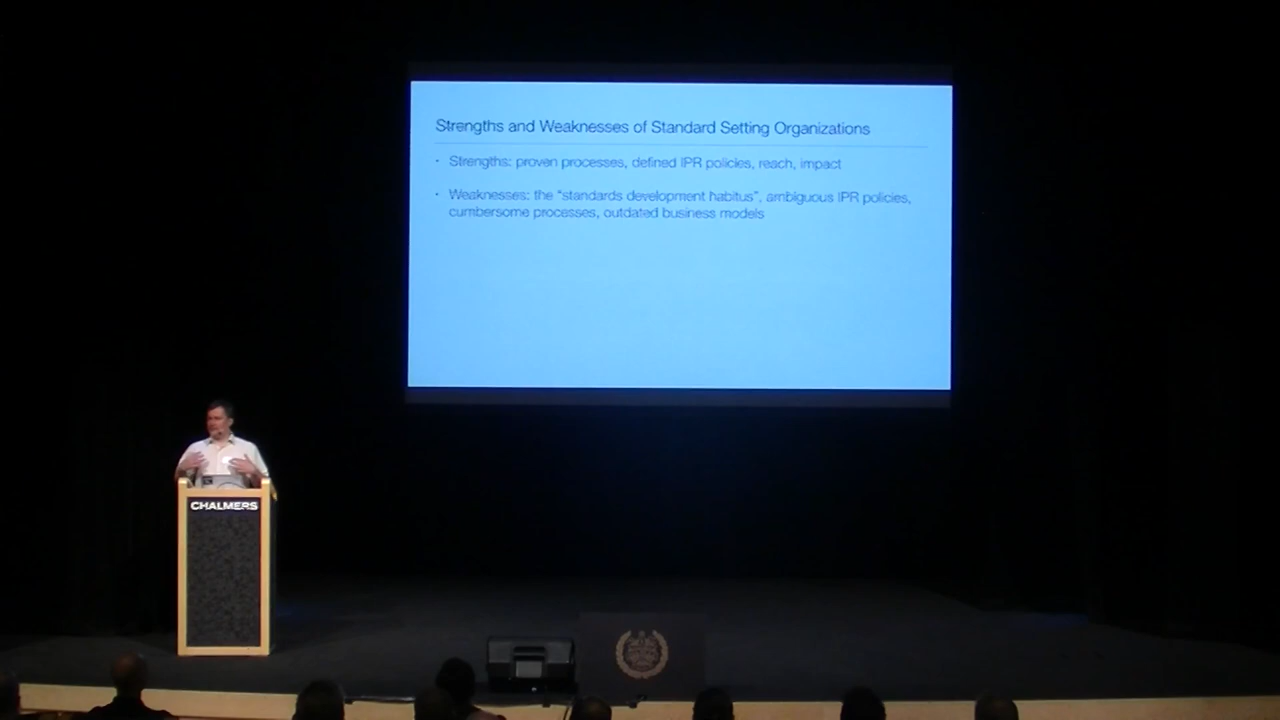 Strengths and Weaknesses of Standard Setting Organizations
· Strengths: proven processes, defined IPR policies, reach, impact
· Weaknesses: the “standards development habitus”, ambiguous IPR policies,
cumbersome processes, outdated business models
CHALMERS